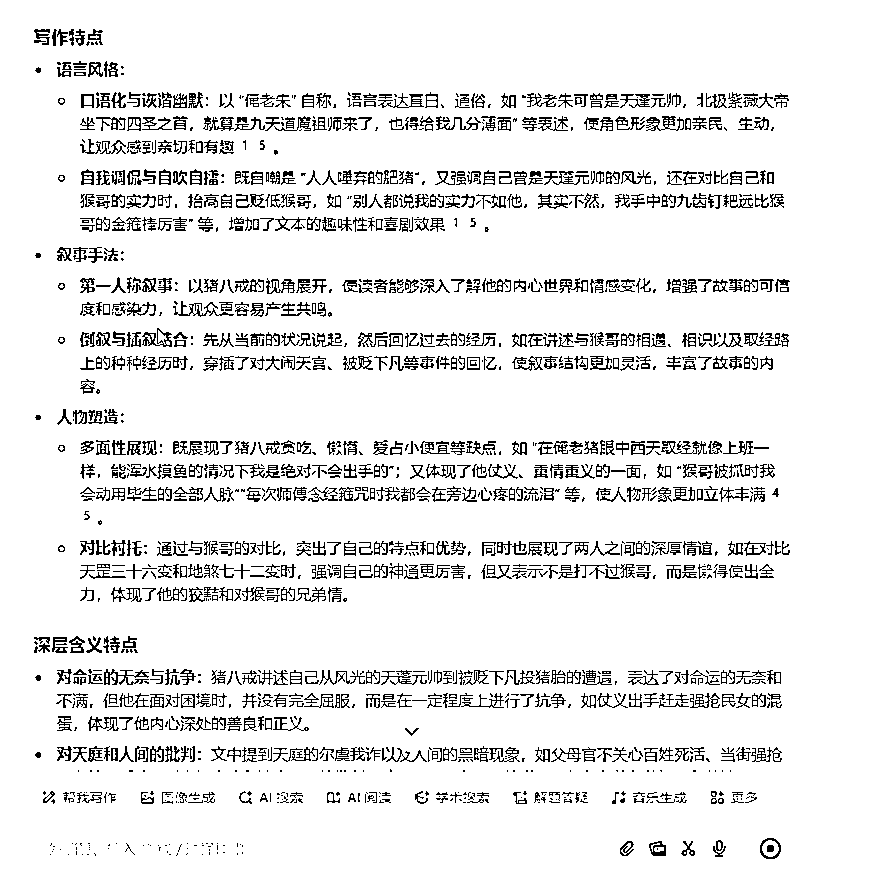 写作特点
• 语言风格：
○ 口语化与诙谐幽默：以 “俺老朱” 自称，语言表达直白、通俗，如 “我老朱可曾是天蓬元帅，北极紫薇大帝
坐下的四圣之首，就算是九天道魔祖师来了，也得给我几分薄面” 等表述，使角色形象更加亲民、生动，
让观众感到亲切和有趣 1 5 。
○ 自我调侃与自吹自擂：既自嘲是 “人人唾弃的肥猪”，又强调自己曾是天蓬元帅的风光，还在对比自己和
猴哥的实力时，抬高自己贬低猴哥，如 “别人都说我的实力不如他，其实不然，我手中的九齿钉耙远比猴
哥的金箍棒厉害” 等，增加了文本的趣味性和喜剧效果 1 5 。
• 叙事手法：
○ 第一人称叙事：以猪八戒的视角展开，使读者能够深入了解他的内心世界和情感变化，增强了故事的可信
度和感染力，让观众更容易产生共鸣。
○ 倒叙与插叙结合：先从当前的状况说起，然后回忆过去的经历，如在讲述与猴哥的相遇、相识以及取经路
上的种种经历时，穿插了对大闹天宫、被贬下凡等事件的回忆，使叙事结构更加灵活，丰富了故事的内
容。
• 人物塑造：
○ 多面性展现：既展现了猪八戒贪吃、懒惰、爱占小便宜等缺点，如 “在俺老猪眼中西天取经就像上班一
样，能浑水摸鱼的情况下我是绝对不会出手的”；又体现了他仗义、重情重义的一面，如 “猴哥被抓时我
会动用毕生的全部人脉”“每次师傅念经箍咒时我都会在旁边心疼的流泪” 等，使人物形象更加立体丰满 4
5 。
○ 对比衬托：通过与猴哥的对比，突出了自己的特点和优势，同时也展现了两人之间的深厚情谊，如在对比
天罡三十六变和地煞七十二变时，强调自己的神通更厉害，但又表示不是打不过猴哥，而是懒得使出全
力，体现了他的狡黠和对猴哥的兄弟情。
深层含义特点
• 对命运的无奈与抗争：猪八戒讲述自己从风光的天蓬元帅到被贬下凡投猪胎的遭遇，表达了对命运的无奈和
不满，但他在面对困境时，并没有完全屈服，而是在一定程度上进行了抗争，如仗义出手赶走强抢民女的混
蛋，体现了他内心深处的善良和正义。
• 对天庭和人间的批判：文中提到天庭的尔虞我诈以及人间的黑暗现象，如父母官不关心百姓死活、当街强抢
帮我写作 图像生成 AI 搜索 AI 阅读 学术搜索 解题答疑 音乐生成 更多